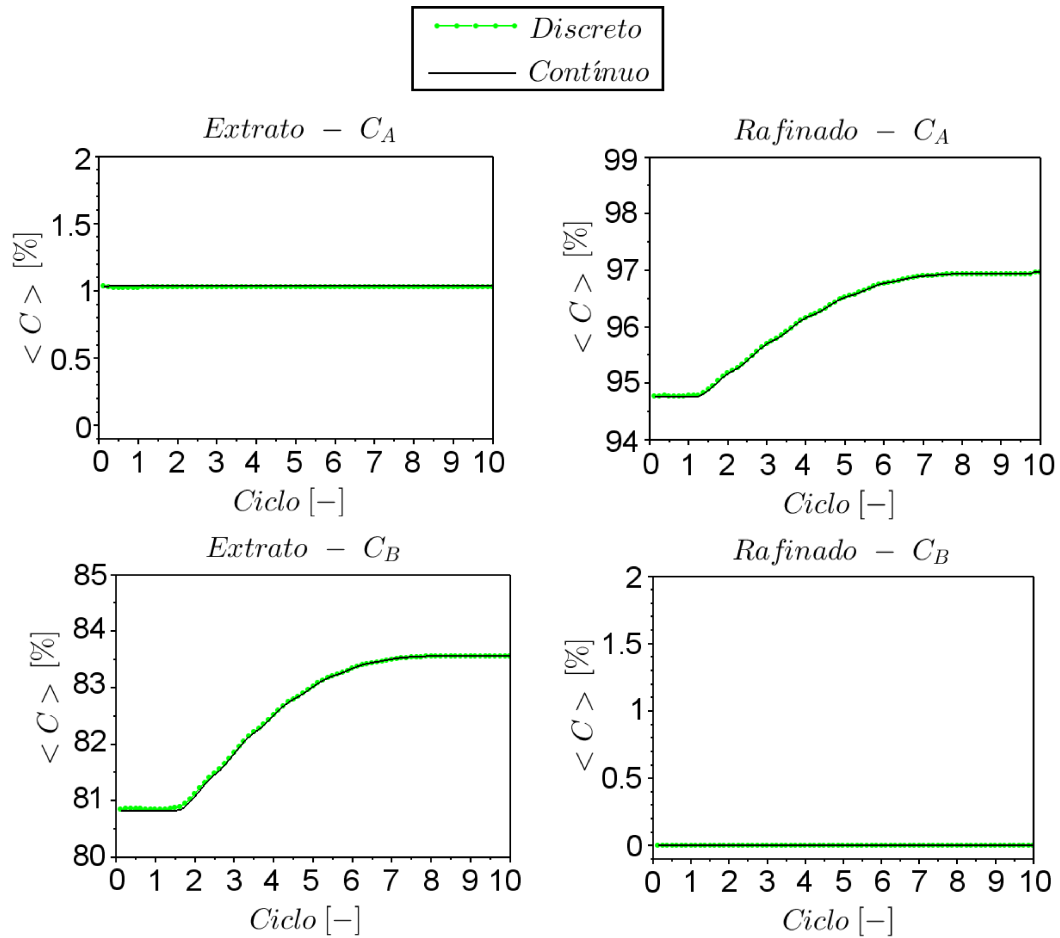 Discreto
Contínuo
Extrato − C_A
< C > [%]
2
1.5
1
0.5
0
0 1 2 3 4 5 6 7 8 9 10
Ciclo [−]
Rafinado − C_A
< C > [%]
99
98
97
96
95
94
0 1 2 3 4 5 6 7 8 9 10
Ciclo [−]
Extrato − C_B
< C > [%]
85
84
83
82
81
80
0 1 2 3 4 5 6 7 8 9 10
Ciclo [−]
Rafinado − C_B
< C > [%]
2
1.5
1
0.5
0
0 1 2 3 4 5 6 7 8 9 10
Ciclo [−]